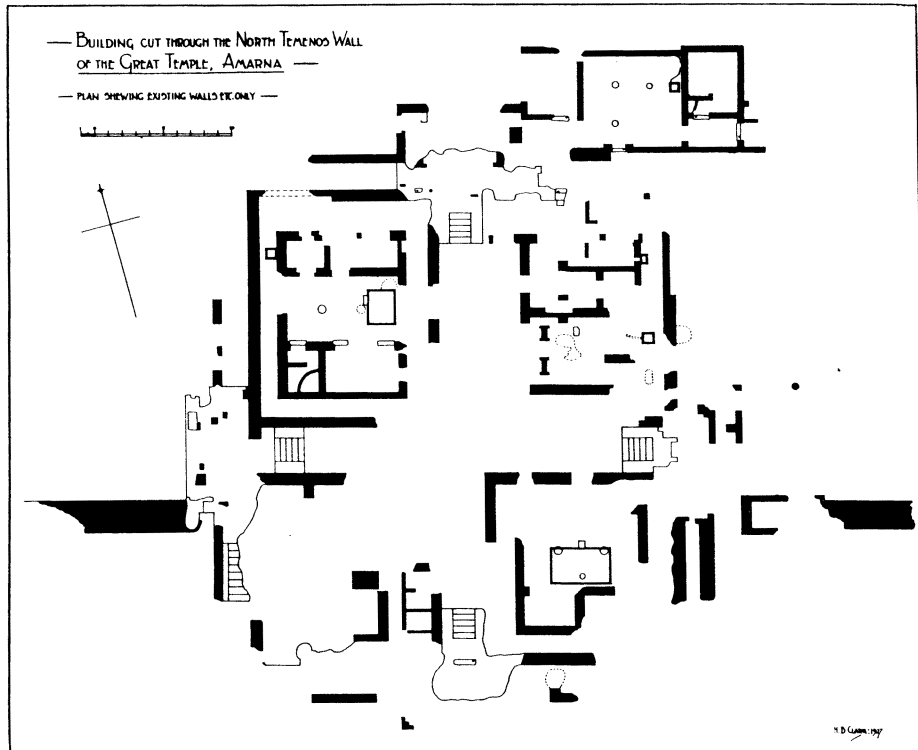 — BUILDING CUT THROUGH THE NORTH TEMENOS WALL
OF THE GREAT TEMPLE, AMARNA —
— PLAN SHEWING EXISTING WALLS ETC. ONLY —